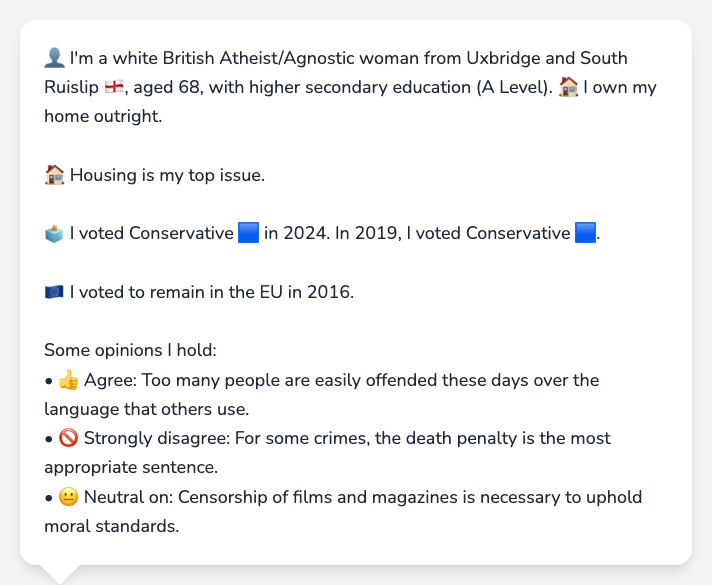 👤 I'm a white British Atheist/Agnostic woman from Uxbridge and South
Ruislip 🏴󠁧󠁢󠁥󠁮󠁧󠁿, aged 68, with higher secondary education (A Level). 🏠 I own my
home outright.
🏠 Housing is my top issue.
🗳️ I voted Conservative 🟦 in 2024. In 2019, I voted Conservative 🟦.
🇪🇺 I voted to remain in the EU in 2016.
Some opinions I hold:
• 👍 Agree: Too many people are easily offended these days over the
language that others use.
• 🚫 Strongly disagree: For some crimes, the death penalty is the most
appropriate sentence.
• 😐 Neutral on: Censorship of films and magazines is necessary to uphold
moral standards.